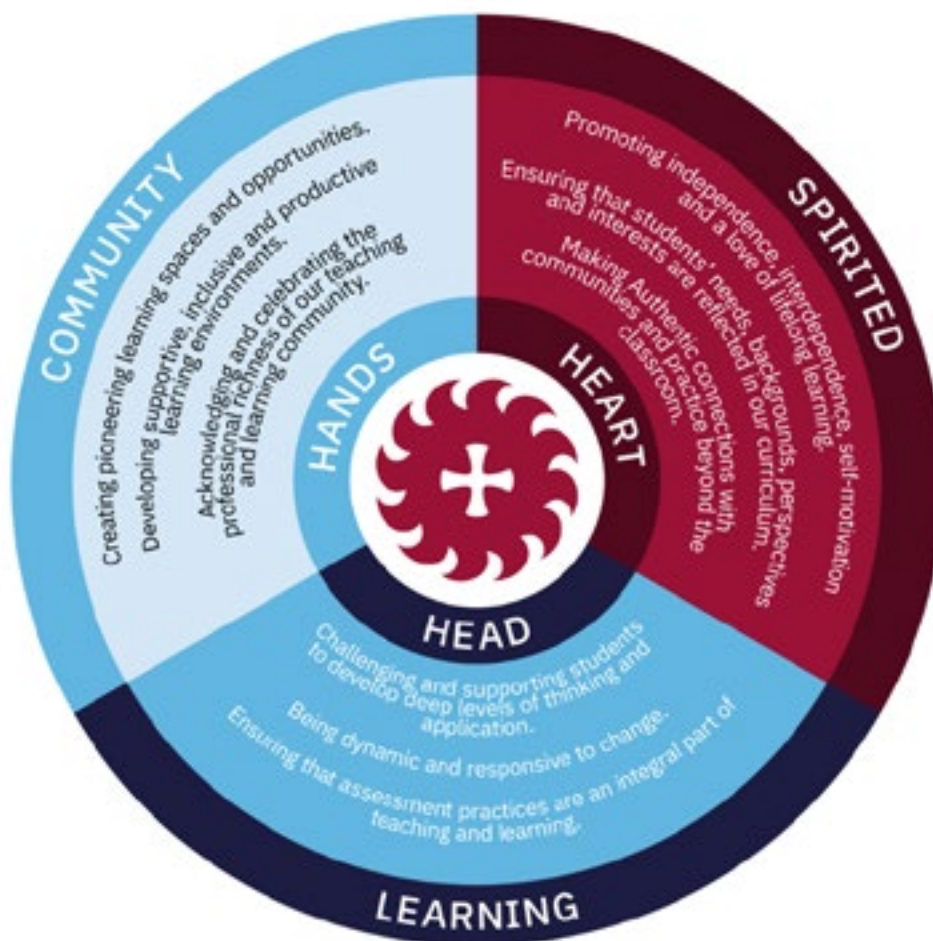 COMMUNITY
Creating pioneering learning spaces and opportunities.
Developing supportive, inclusive and productive
learning environments.
Acknowledging and celebrating the
professional richness of our teaching
and learning community.
HANDS
SPIRITED
Promoting independence, interdependence, self-motivation
and a love of lifelong learning.
Ensuring that students' needs, backgrounds, perspectives
and interests are reflected in our curriculum.
Making Authentic connections with
communities and practice beyond the
classroom.
HEART
HEAD
Challenging and supporting students
to develop deep levels of thinking and
application.
Being dynamic and responsive to change.
Ensuring that assessment practices are an integral part of
teaching and learning.
LEARNING